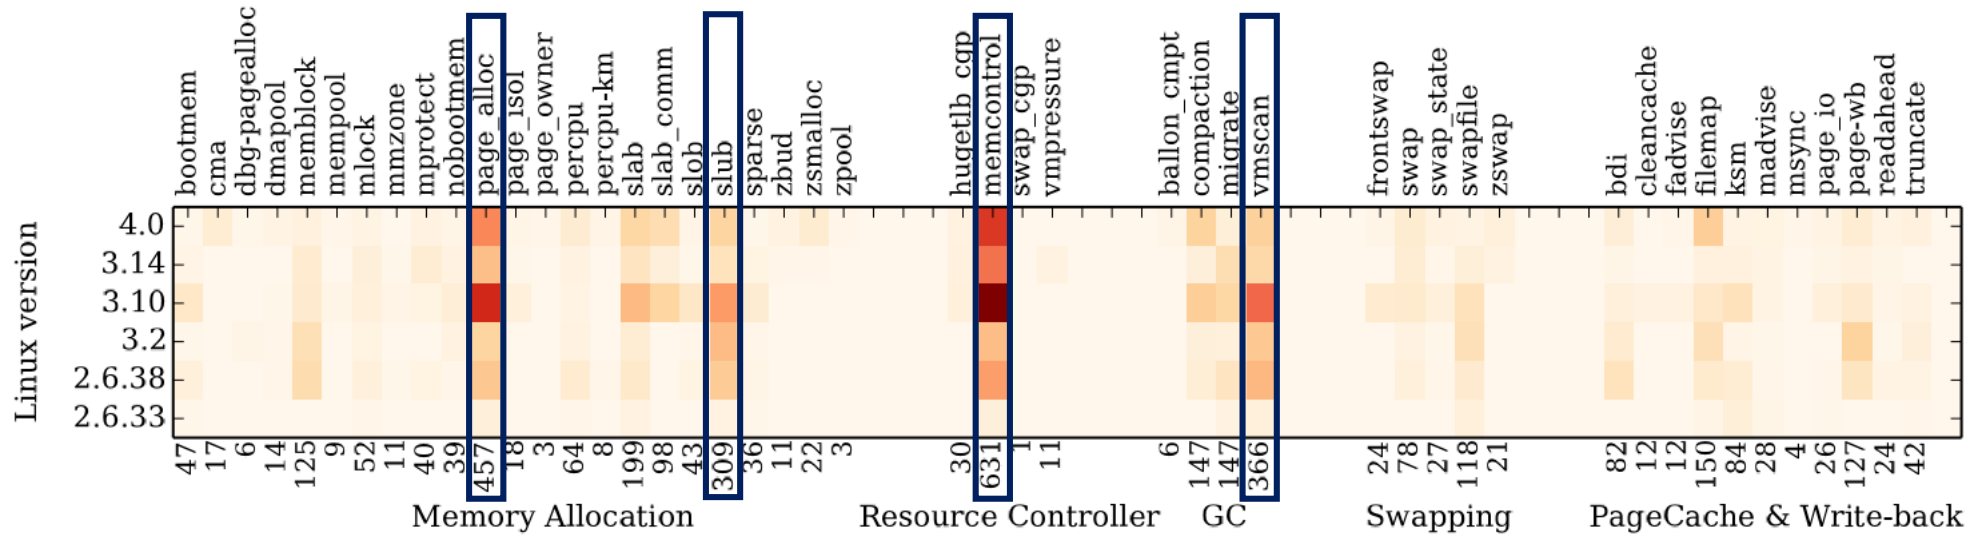 bootmem
cma
dbg-pagealloc
dmapool
memblock
mempool
mlock
mmzone
mprotect
nobootmem
page_alloc
page_isol
page_owner
percpu
percpu-km
slab
slab_comm
slob
slub
sparse
zbud
zsmalloc
zpool
hugetlb_cgp
memcontrol
swap_cgp
vmpressure
ballon_cmpt
compaction
migrate
vmscan
frontswap
swap
swap_state
swapfile
zswap
bdi
cleancache
fadvise
filemap
ksm
madvise
msync
page_io
page-wb
readahead
truncate
Linux version
4.0
3.14
3.10
3.2
2.6.38
2.6.33
47
17
6
14
125
9
52
11
40
39
457
18
3
64
8
199
98
43
309
36
11
22
3
30
631
1
11
6
147
147
366
24
78
27
118
21
82
12
12
150
84
28
4
26
127
24
42
Memory Allocation
Resource Controller
GC
Swapping
PageCache & Write-back